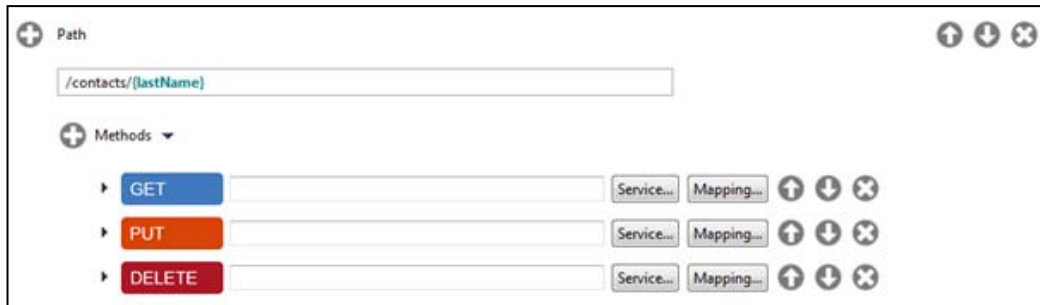 Path
/contacts/{lastName}
Methods
GET Service... Mapping...
PUT Service... Mapping...
DELETE Service... Mapping...